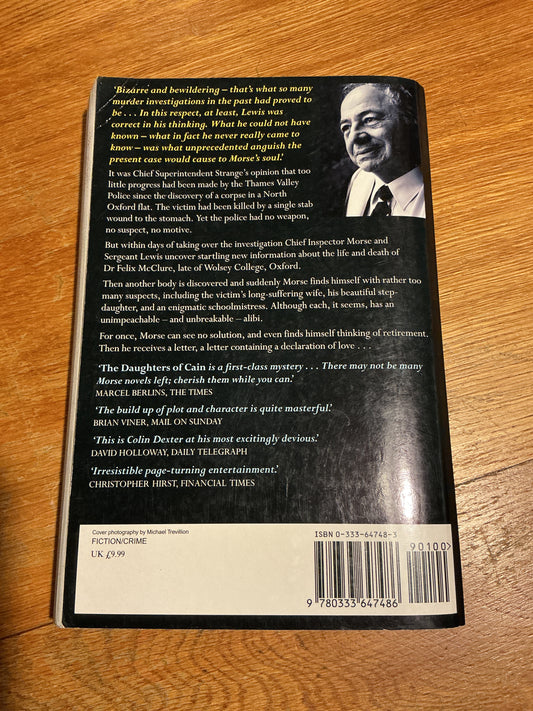 ‘Bizarre and bewildering – that’s what so many
murder investigations in the past had proved to
be . . . In this respect, at least, Lewis was
correct in his thinking. What he could not have
known – what in fact he never really came to
know – was what unprecedented anguish the
present case would cause to Morse’s soul.’
It was Chief Superintendent Strange’s opinion that too
little progress had been made by the Thames Valley
Police since the discovery of a corpse in a North
Oxford flat. The victim had been killed by a single stab
wound to the stomach. Yet the police had no weapon,
no suspect, no motive.
But within days of taking over the investigation Chief Inspector Morse and
Sergeant Lewis uncover startling new information about the life and death of
Dr Felix McClure, late of Wolsey College, Oxford.
Then another body is discovered and suddenly Morse finds himself with rather too
many suspects, including the victim’s long-suffering wife, his beautiful step-
daughter, and an enigmatic schoolmistress. Although each, it seems, has an
unimpeachable – and unbreakable – alibi.
For once, Morse can see no solution, and even finds himself thinking of retirement.
Then he receives a letter, a letter containing a declaration of love . . .
‘The Daughters of Cain is a first-class mystery . . . There may not be many
Morse novels left; cherish them while you can.’
MARCEL BERLINS, THE TIMES
‘The build up of plot and character is quite masterful.’
BRIAN VINER, MAIL ON SUNDAY
‘This is Colin Dexter at his most excitingly devious.’
DAVID HOLLOWAY, DAILY TELEGRAPH
‘Irresistible page-turning entertainment.’
CHRISTOPHER HIRST, FINANCIAL TIMES
Cover photography by Michael Trevillion
FICTION/CRIME
UK £9.99
ISBN 0-333-64748-3
90100>
9 780333 647486